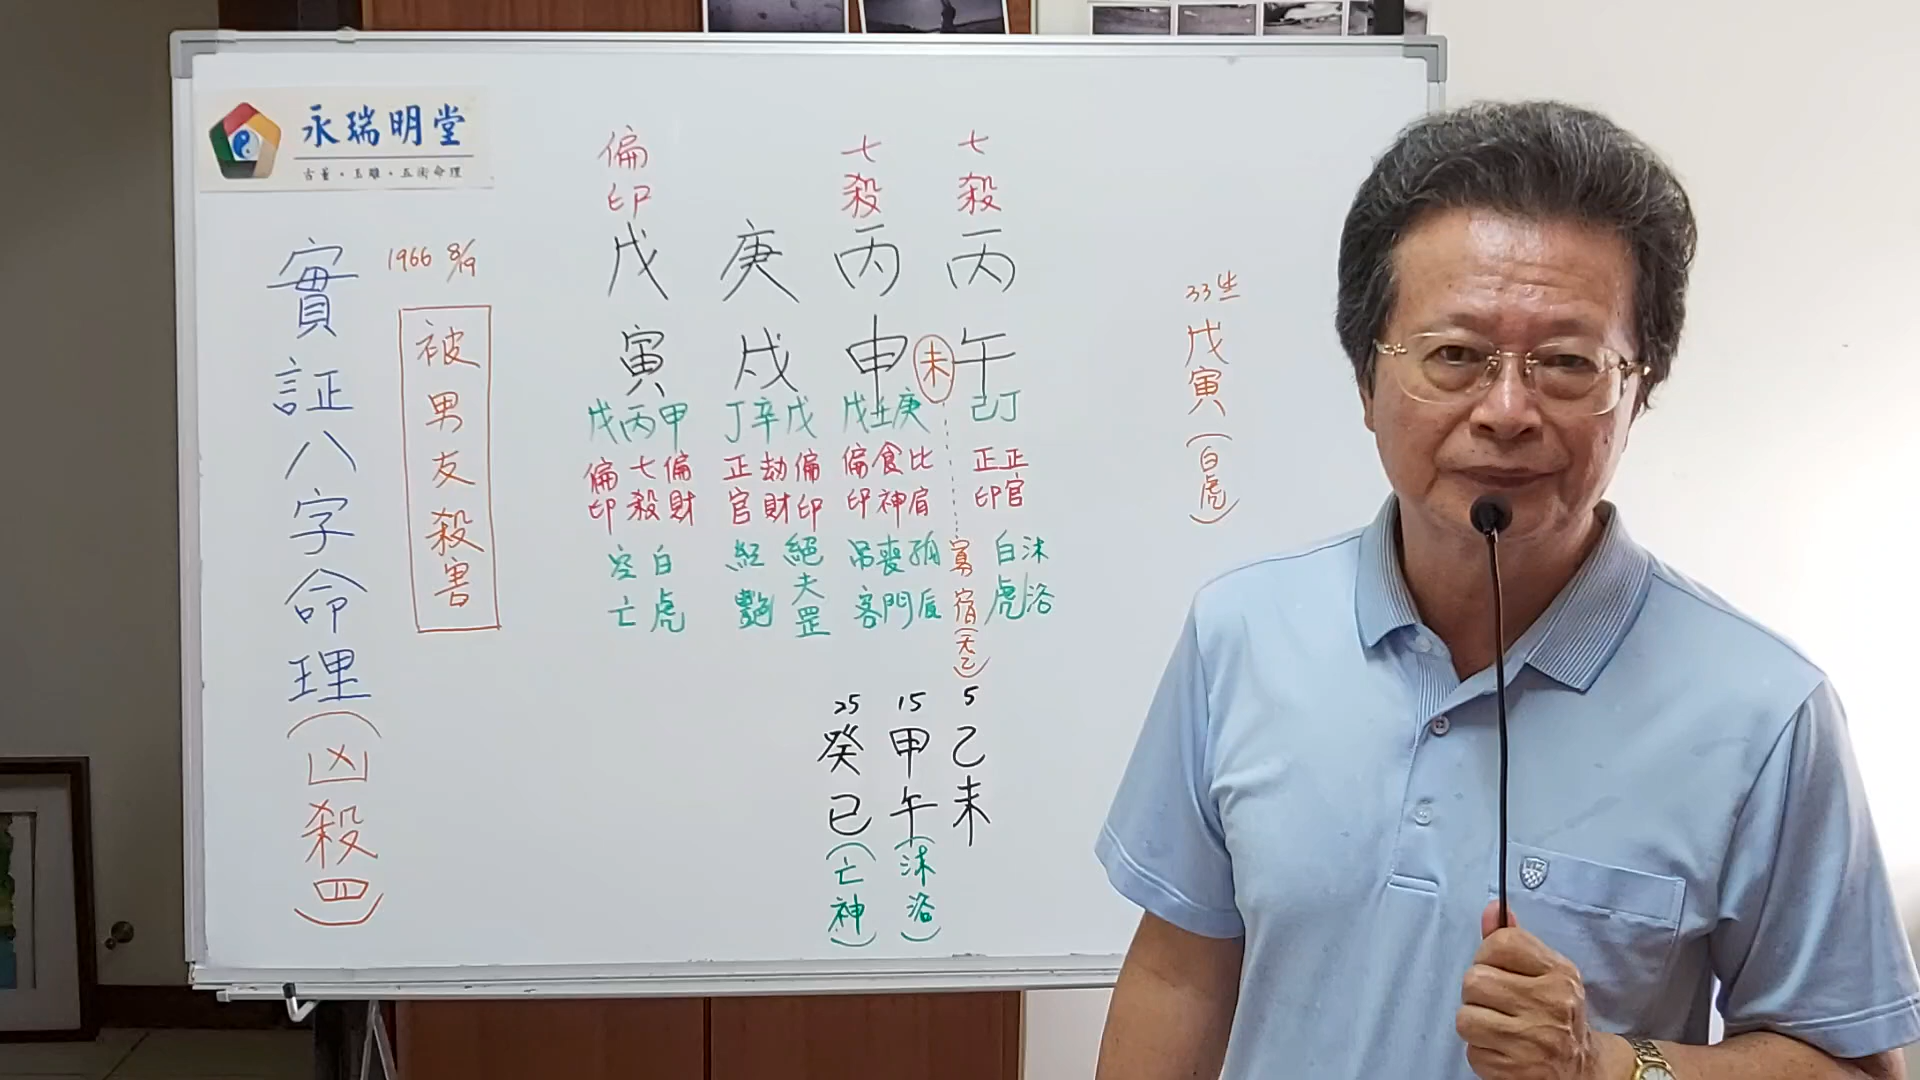 永瑞明堂
古董・玉雕・五術命理
實証八字命理(凶殺四)
1966 8/19
被男友殺害
偏印 七殺 七殺
戊 庚 丙 丙
寅 戌 申 未 午
戊丙甲 丁辛戊 戊壬庚 己丁
偏印 七殺 偏財 正官 劫財 偏印 偏印 食神 比肩 正印 正官
空亡 白虎 紅艷 絕夫罡 吊客 喪門 寡宿(天乙) 白虎 沐浴
25 15 5
癸巳(亡神) 甲午(沐浴) 乙未
33坐
戊寅(白虎)